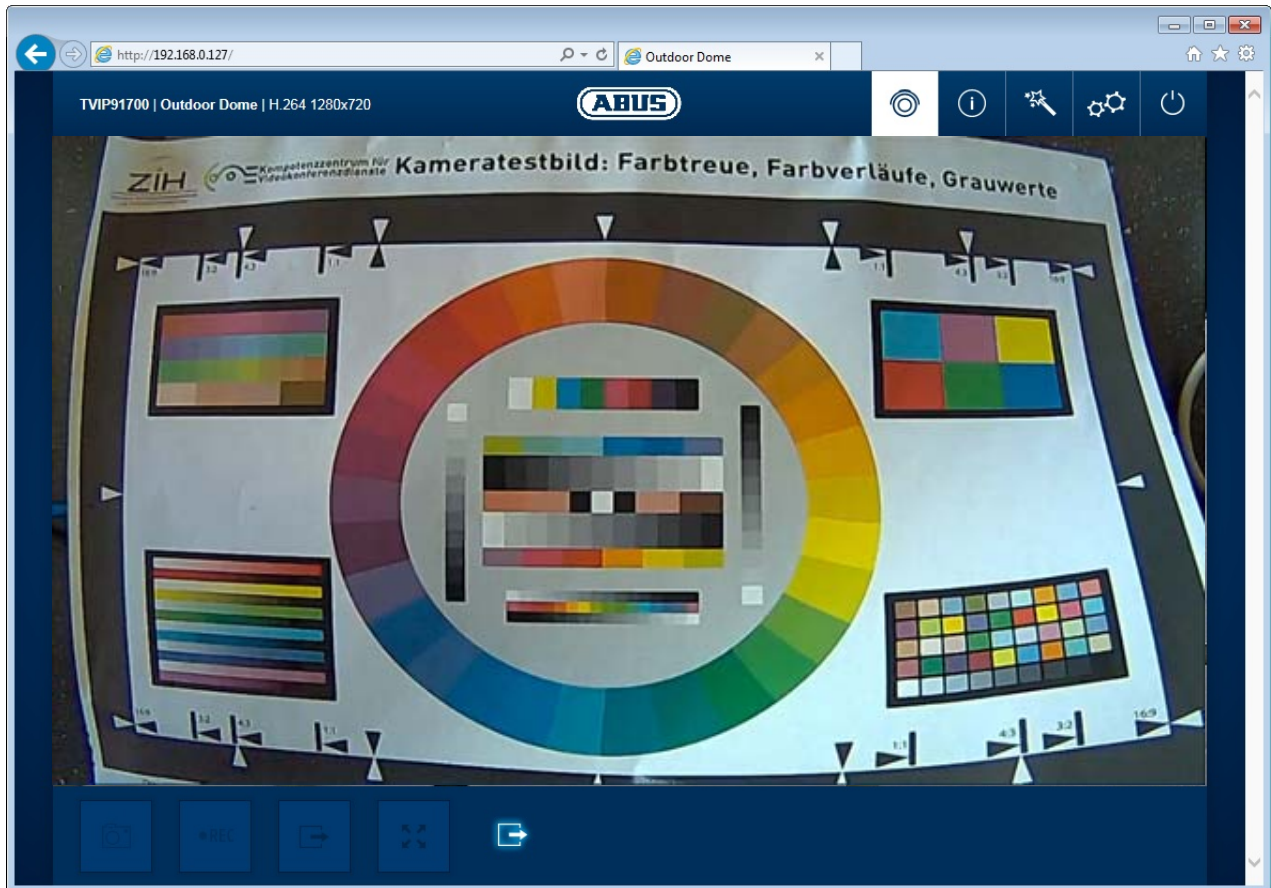 http://192.168.0.127/
Outdoor Dome
TVIP91700 | Outdoor Dome | H.264 1280x720
ABUS
ZIH Kompetenzzentrum für Videokonferenzdienste Kameratestbild: Farbtreue, Farbverläufe, Grauwerte
16:9 3:2 4:3 1:1 1:1 4:3 3:2 16:9
16:9 3:2 4:3 1:1 1:1 4:3 3:2 16:9
REC